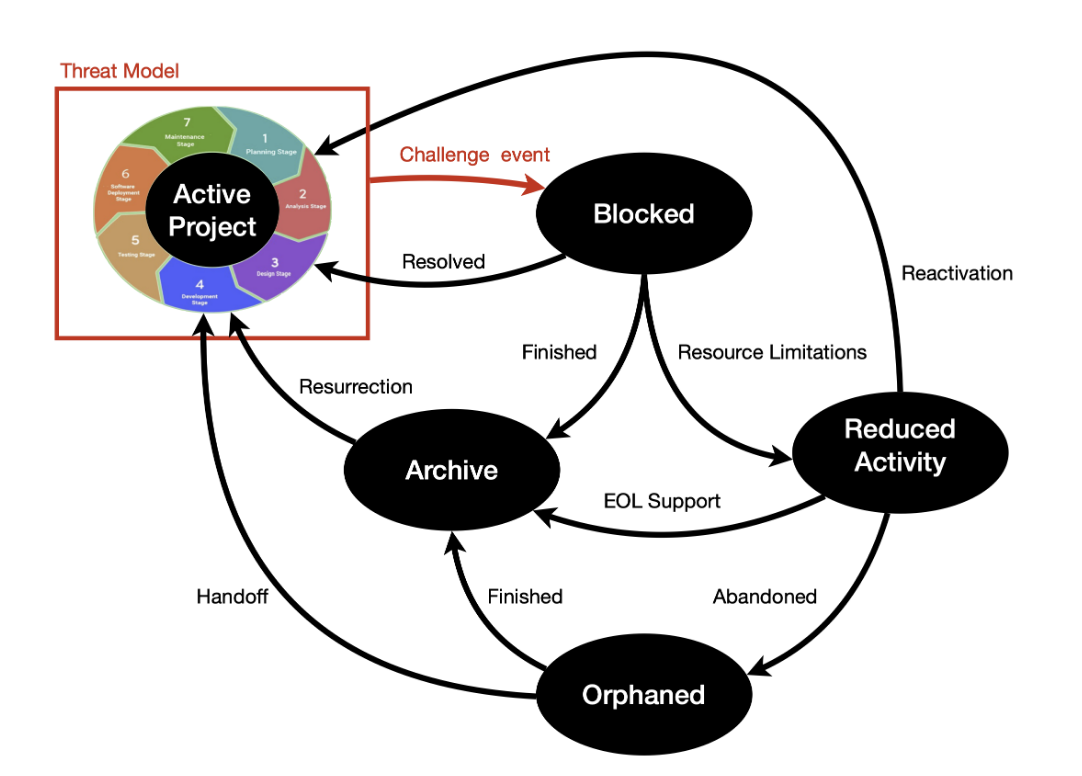 Threat Model
7
Maintenance
Stage
1
Planning Stage
6
Software
Deployment
Stage
2
Analysis Stage
5
Testing Stage
3
Design Stage
4
Development
Stage
Active
Project
Challenge event
Blocked
Resolved
Reactivation
Finished
Resource Limitations
Resurrection
Archive
Reduced
Activity
EOL Support
Handoff
Finished
Abandoned
Orphaned